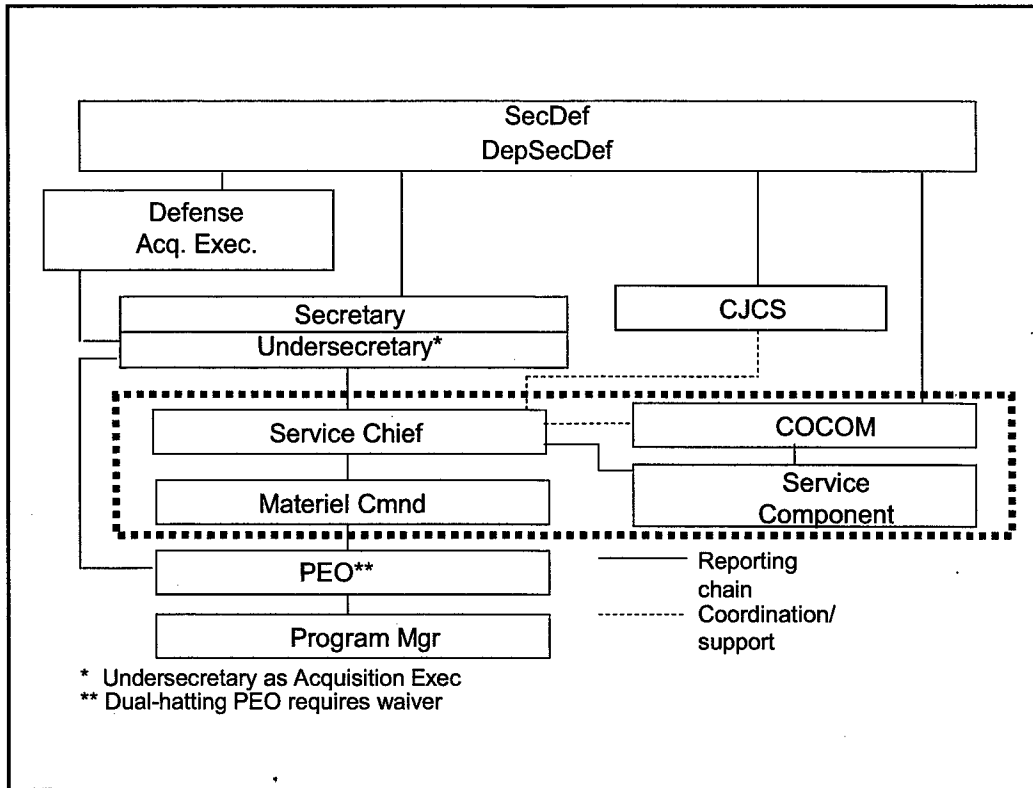 SecDef
DepSecDef
Defense
Acq. Exec.
Secretary
Undersecretary*
CJCS
Service Chief
COCOM
Materiel Cmnd
Service
Component
PEO**
Program Mgr
Reporting
chain
Coordination/
support
* Undersecretary as Acquisition Exec
** Dual-hatting PEO requires waiver